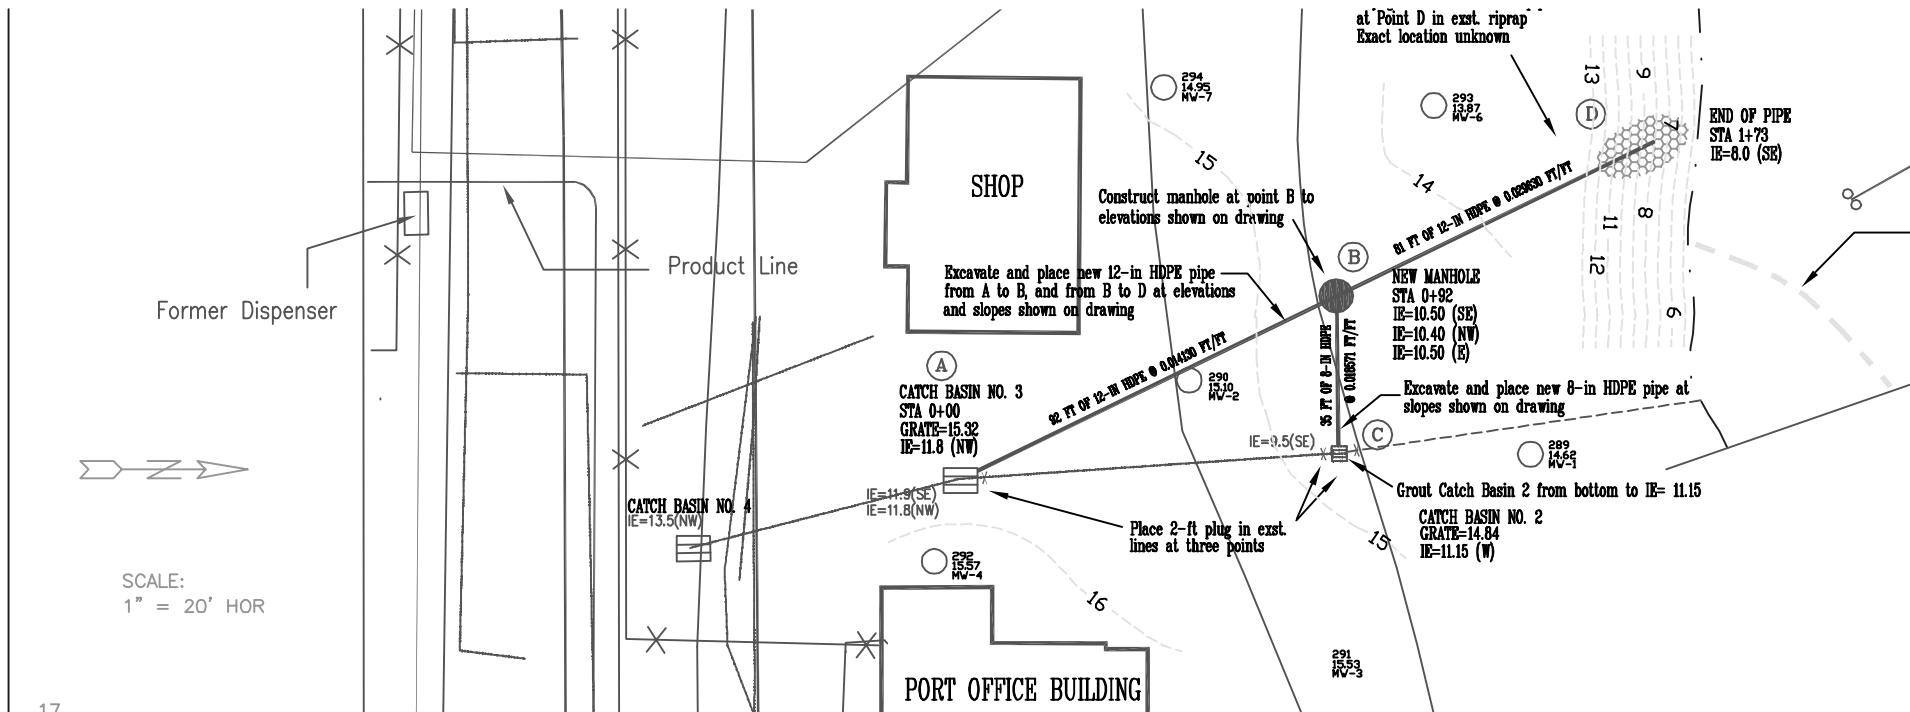 at Point D in exst. riprap
Exact location unknown
294
14.95
MW-7
293
13.87
MW-6
13
9
D
7
END OF PIPE
STA 1+73
IE=8.0 (SE)
15
14
SHOP
Construct manhole at point B to
elevations shown on drawing
81 FT OF 12-IN HDPE @ 0.029630 FT/FT
11
8
12
6
B
Product Line
Former Dispenser
Excavate and place new 12-in HDPE pipe
from A to B, and from B to D at elevations
and slopes shown on drawing
NEW MANHOLE
STA 0+92
IE=10.50 (SE)
IE=10.40 (NW)
IE=10.50 (E)
92 FT OF 12-IN HDPE @ 0.014130 FT/FT
35 FT OF 8-IN HDPE
@ 0.018571 FT/FT
A
CATCH BASIN NO. 3
STA 0+00
GRATE=15.32
IE=11.8 (NW)
290
15.10
MW-2
Excavate and place new 8-in HDPE pipe at
slopes shown on drawing
IE=9.5(SE)
C
289
14.62
MW-1
N
IE=11.9(SE)
IE=11.8(NW)
CATCH BASIN NO. 4
IE=13.5(NW)
Grout Catch Basin 2 from bottom to IE= 11.15
CATCH BASIN NO. 2
GRATE=14.84
IE=11.15 (W)
Place 2-ft plug in exst.
lines at three points
15
292
15.57
MW-4
16
SCALE:
1" = 20' HOR
291
15.53
MW-3
PORT OFFICE BUILDING
17